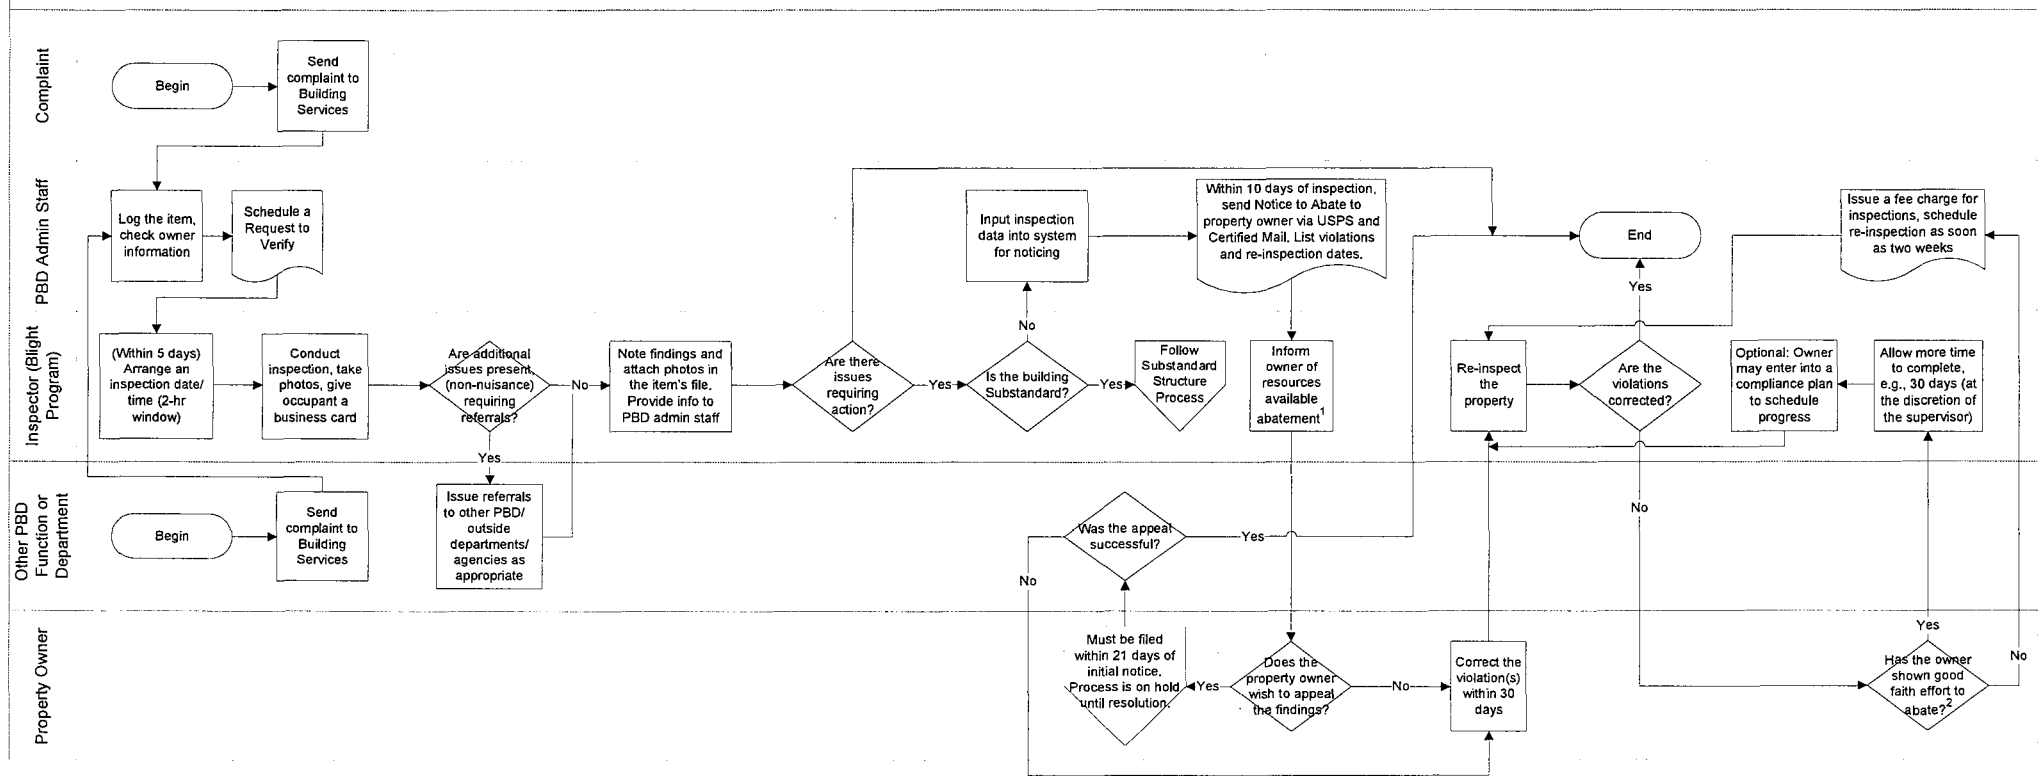 Complaint
Begin
Send
complaint to
Building
Services
PBD Admin Staff
Log the item,
check owner
information
Schedule a
Request to
Verify
Input inspection
data into system
for noticing
Within 10 days of inspection,
send Notice to Abate to
property owner via USPS and
Certified Mail. List violations
and re-inspection dates.
End
Issue a fee charge for
inspections, schedule
re-inspection as soon
as two weeks
Yes
No
Inspector (Blight
Program)
(Within 5 days)
Arrange an
inspection date/
time (2-hr
window)
Conduct
inspection, take
photos, give
occupant a
business card
Are additional
issues present,
(non-nuisance)
requiring
referrals?
No
Note findings and
attach photos in
the item's file.
Provide info to
PBD admin staff
Are there
issues
requiring
action?
Yes
Is the building
Substandard?
Yes
Follow
Substandard
Structure
Process
Inform
owner of
resources
available
abatement1
Re-inspect
the
property
Are the
violations
corrected?
Optional: Owner
may enter into a
compliance plan
to schedule
progress
Allow more time
to complete,
e.g., 30 days (at
the discretion of
the supervisor)
Yes
Other PBD
Function or
Department
Begin
Send
complaint to
Building
Services
Issue referrals
to other PBD/
outside
departments/
agencies as
appropriate
Was the appeal
successful?
Yes
No
No
Property Owner
Must be filed
within 21 days of
initial notice.
Process is on hold
until resolution.
Yes
Does the
property owner
wish to appeal
the findings?
No
Correct the
violation(s)
within 30
days
Yes
Has the owner
shown good
faith effort to
abate?2
No